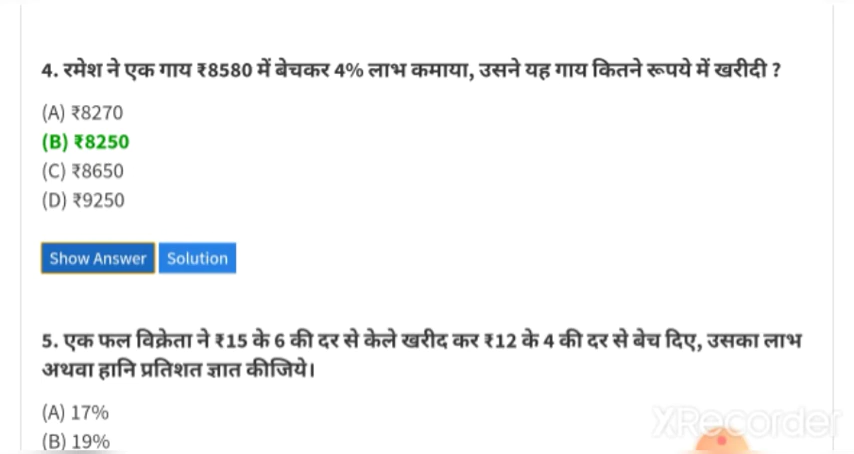 4. रमेश ने एक गाय ₹8580 में बेचकर 4% लाभ कमाया, उसने यह गाय कितने रूपये में खरीदी ?
(A) ₹8270
(B) ₹8250
(C) ₹8650
(D) ₹9250
Show Answer Solution
5. एक फल विक्रेता ने ₹15 के 6 की दर से केले खरीद कर ₹12 के 4 की दर से बेच दिए, उसका लाभ
अथवा हानि प्रतिशत ज्ञात कीजिये।
(A) 17%
(B) 19%
XRecorder